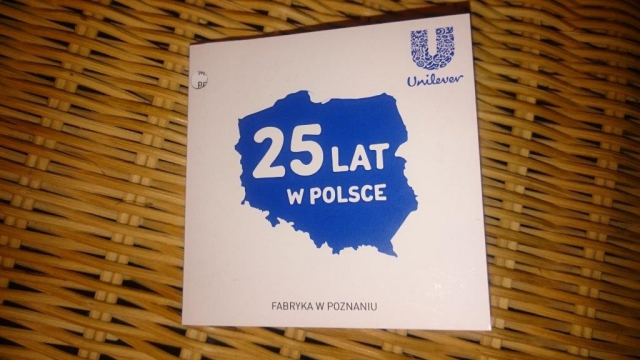 Unilever
25 LAT
W POLSCE
FABRYKA W POZNANIU